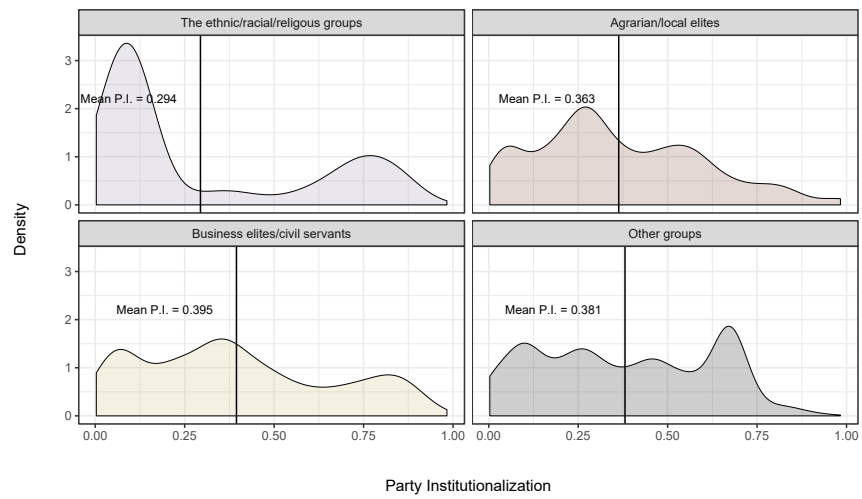 The ethnic/racial/religous groups
Agrarian/local elites
3
2
1
0
Mean P.I. = 0.294
Mean P.I. = 0.363
Business elites/civil servants
Other groups
3
2
1
0
Mean P.I. = 0.395
Mean P.I. = 0.381
0.00 0.25 0.50 0.75 1.00
0.00 0.25 0.50 0.75 1.00
Density
Party Institutionalization